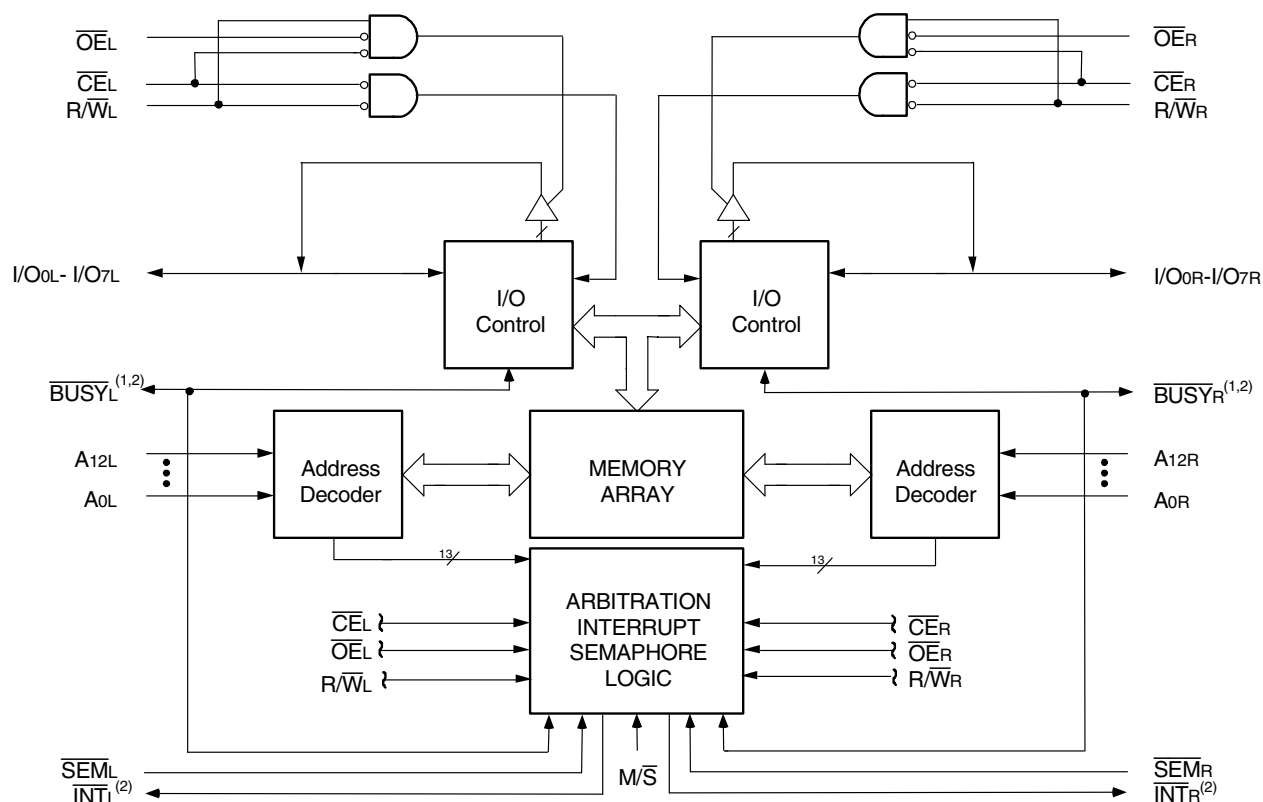 OEL
OER
CEL
CER
R/WL
R/WR
I/O0L- I/O7L
I/O
Control
I/O
Control
I/O0R-I/O7R
BUSYL(1,2)
BUSYR(1,2)
A12L
Address
Decoder
MEMORY
ARRAY
Address
Decoder
A12R
A0L
A0R
13
13
ARBITRATION
INTERRUPT
SEMAPHORE
LOGIC
CEL
CER
OEL
OER
R/WL
R/WR
SEML
M/S
SEMR
INTL(2)
INTR(2)